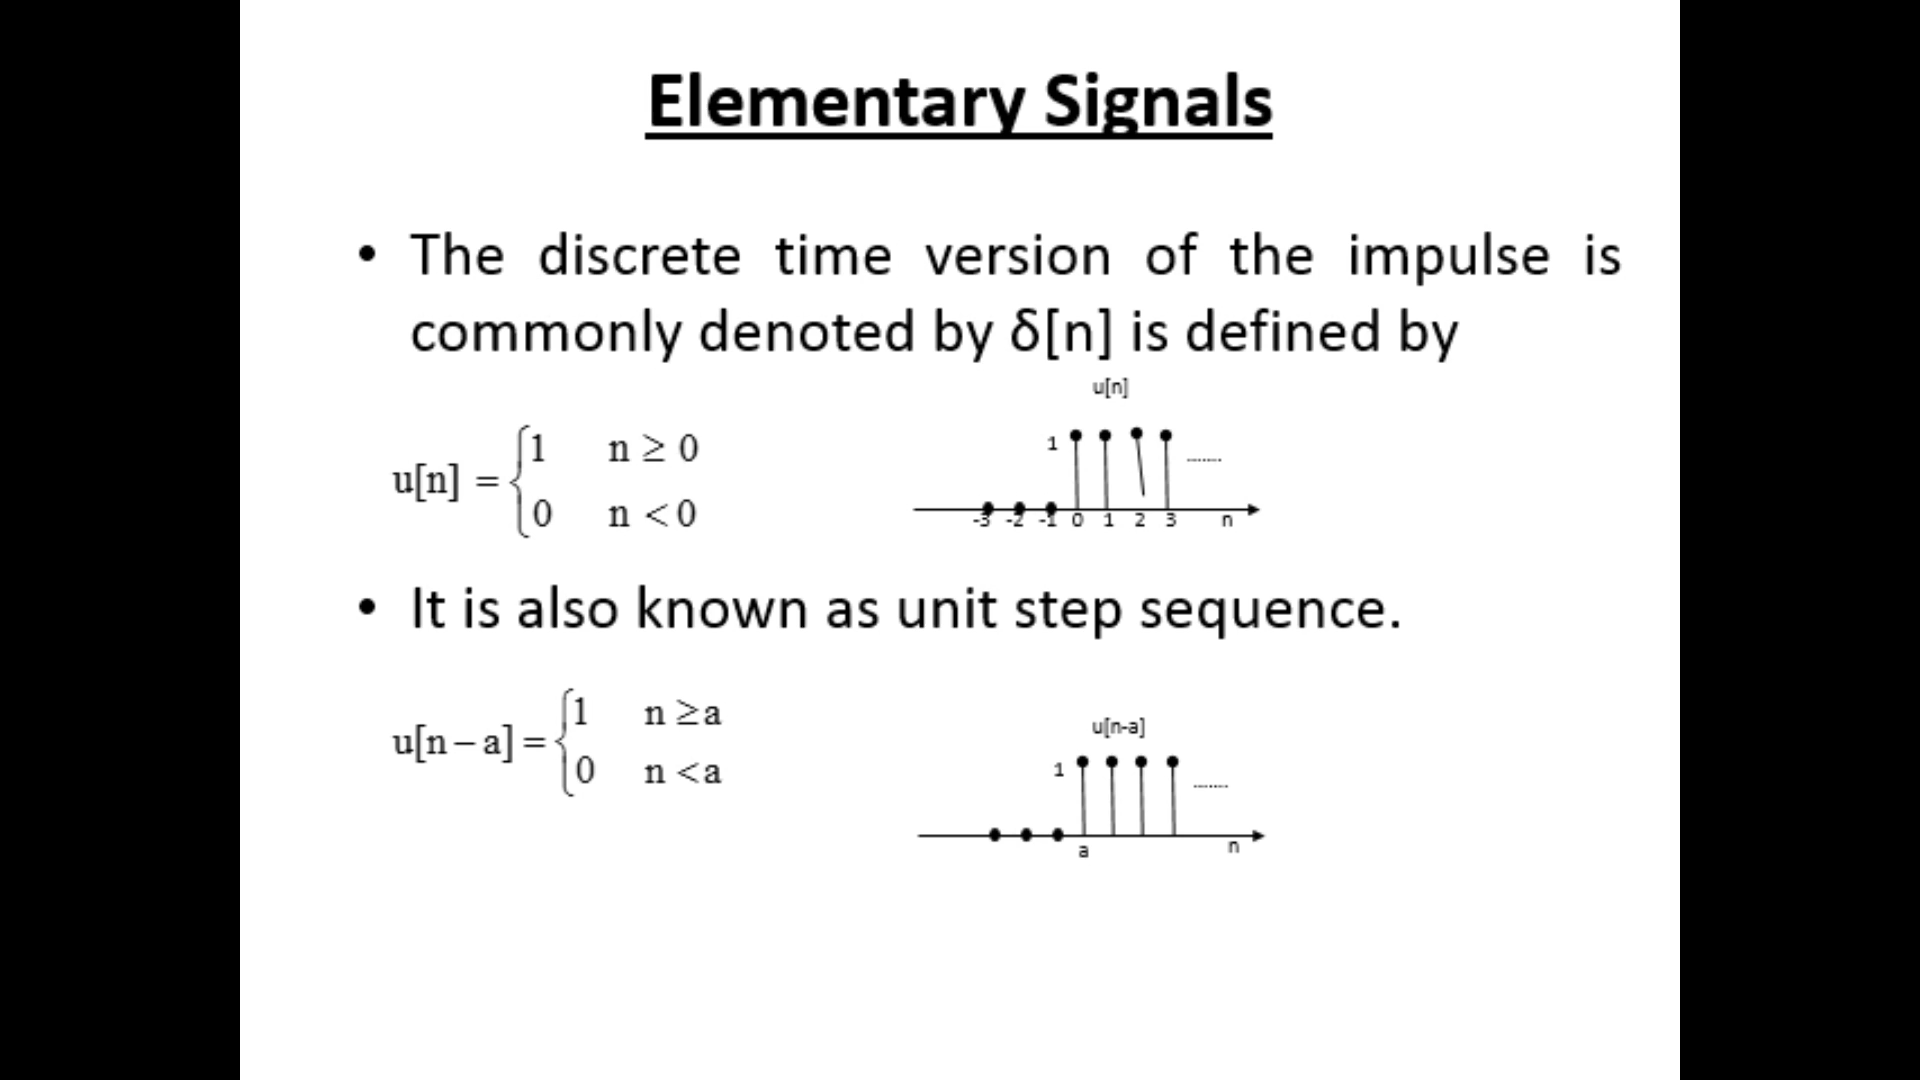 Elementary Signals
• The discrete time version of the impulse is
commonly denoted by δ[n] is defined by
u[n]
u[n] = {1 n ≥ 0
0 n < 0
1
.......
-3 -2 -1 0 1 2 3 n
• It is also known as unit step sequence.
u[n – a] = {1 n ≥ a
0 n < a
u[n-a]
1
.......
a n